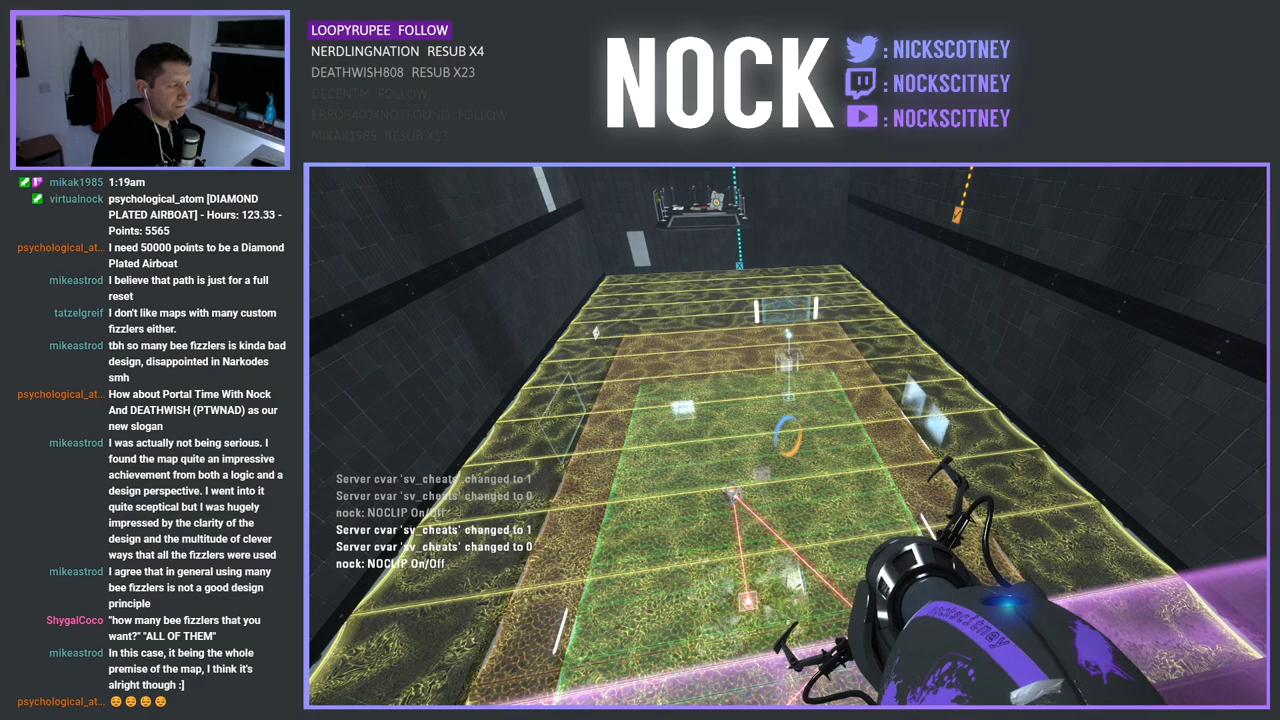 LOOPYRUPEE FOLLOW
NERDLINGNATION RESUB X4
DEATHWISH808 RESUB X23
DECENTM FOLLOW
ERROR4004NOTFOUND FOLLOW
MIKAK1985 RESUB X13
NOCK
: NICKSCOTNEY
: NOCKSCITNEY
: NOCKSCITNEY
mikak1985 1:19am
virtualnock psychological_atom [DIAMOND
PLATED AIRBOAT] - Hours: 123.33 -
Points: 5565
psychological_at... I need 50000 points to be a Diamond
Plated Airboat
mikeastrod I believe that path is just for a full
reset
tatzelgreif I don't like maps with many custom
fizzlers either.
mikeastrod tbh so many bee fizzlers is kinda bad
design, disappointed in Narkodes
smh
psychological_at... How about Portal Time With Nock
And DEATHWISH (PTWNAD) as our
new slogan
mikeastrod I was actually not being serious. I
found the map quite an impressive
achievement from both a logic and a
design perspective. I went into it
quite sceptical but I was hugely
impressed by the clarity of the
design and the multitude of clever
ways that all the fizzlers were used
mikeastrod I agree that in general using many
bee fizzlers is not a good design
principle
ShygalCoco "how many bee fizzlers that you
want?" "ALL OF THEM"
mikeastrod In this case, it being the whole
premise of the map, I think it's
alright though :]
psychological_at... 😔 😔 😔 😔
Server cvar 'sv_cheats' changed to 1
Server cvar 'sv_cheats' changed to 0
nock: NOCLIP On/Off
Server cvar 'sv_cheats' changed to 1
Server cvar 'sv_cheats' changed to 0
nock: NOCLIP On/Off